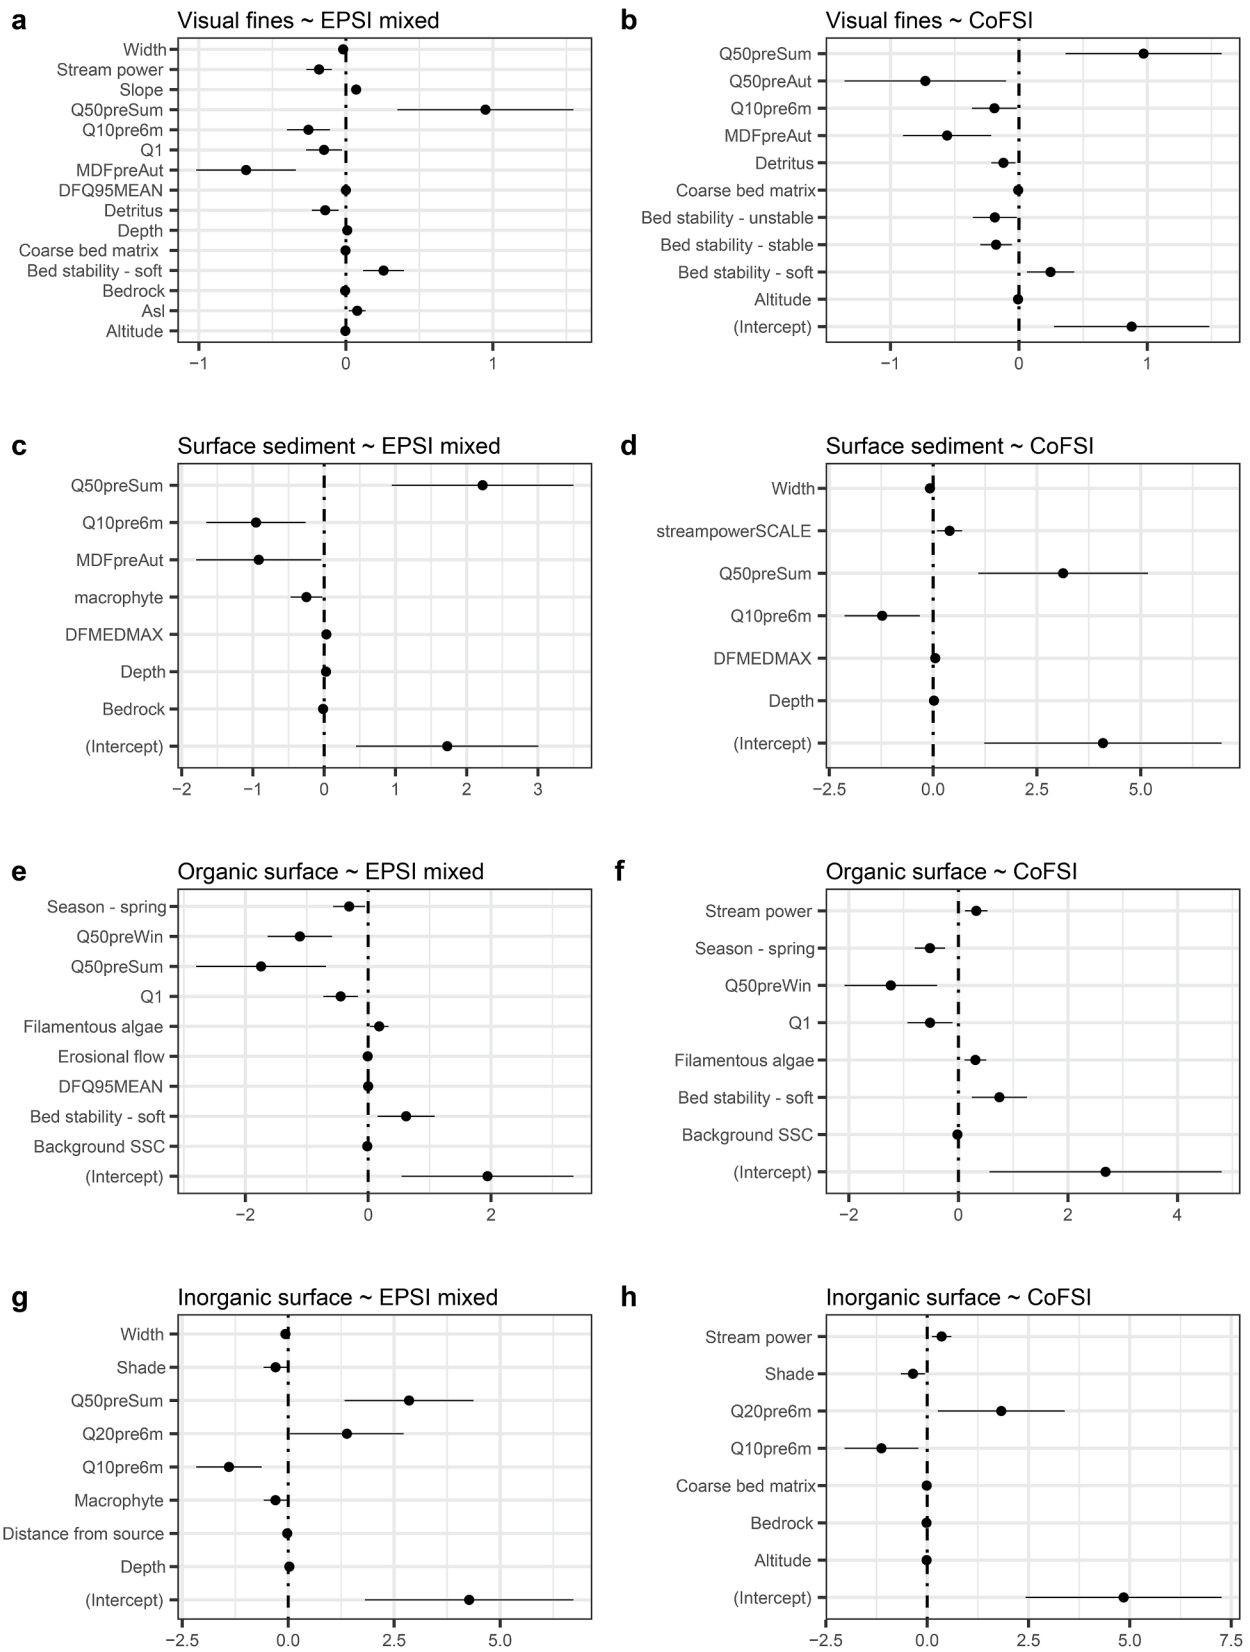 a
Visual fines ~ EPSI mixed
Width
Stream power
Slope
Q50preSum
Q10pre6m
Q1
MDFpreAut
DFQ95MEAN
Detritus
Depth
Coarse bed matrix
Bed stability - soft
Bedrock
Asl
Altitude
−1 0 1
b
Visual fines ~ CoFSI
Q50preSum
Q50preAut
Q10pre6m
MDFpreAut
Detritus
Coarse bed matrix
Bed stability - unstable
Bed stability - stable
Bed stability - soft
Altitude
(Intercept)
−1 0 1
c
Surface sediment ~ EPSI mixed
Q50preSum
Q10pre6m
MDFpreAut
macrophyte
DFMEDMAX
Depth
Bedrock
(Intercept)
−2 −1 0 1 2 3
d
Surface sediment ~ CoFSI
Width
streampowerSCALE
Q50preSum
Q10pre6m
DFMEDMAX
Depth
(Intercept)
−2.5 0.0 2.5 5.0
e
Organic surface ~ EPSI mixed
Season - spring
Q50preWin
Q50preSum
Q1
Filamentous algae
Erosional flow
DFQ95MEAN
Bed stability - soft
Background SSC
(Intercept)
−2 0 2
f
Organic surface ~ CoFSI
Stream power
Season - spring
Q50preWin
Q1
Filamentous algae
Bed stability - soft
Background SSC
(Intercept)
−2 0 2 4
g
Inorganic surface ~ EPSI mixed
Width
Shade
Q50preSum
Q20pre6m
Q10pre6m
Macrophyte
Distance from source
Depth
(Intercept)
−2.5 0.0 2.5 5.0
h
Inorganic surface ~ CoFSI
Stream power
Shade
Q20pre6m
Q10pre6m
Coarse bed matrix
Bedrock
Altitude
(Intercept)
−2.5 0.0 2.5 5.0 7.5